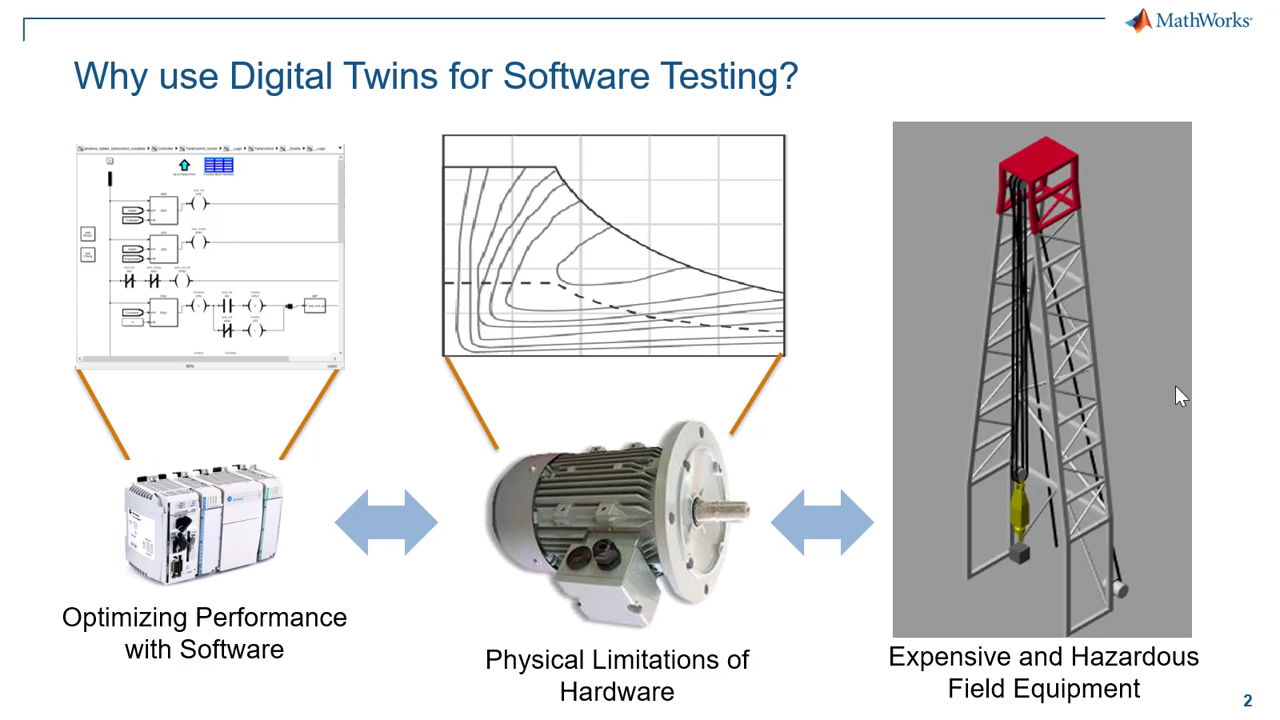 MathWorks®
Why use Digital Twins for Software Testing?
Optimizing Performance
with Software
Physical Limitations of
Hardware
Expensive and Hazardous
Field Equipment
2